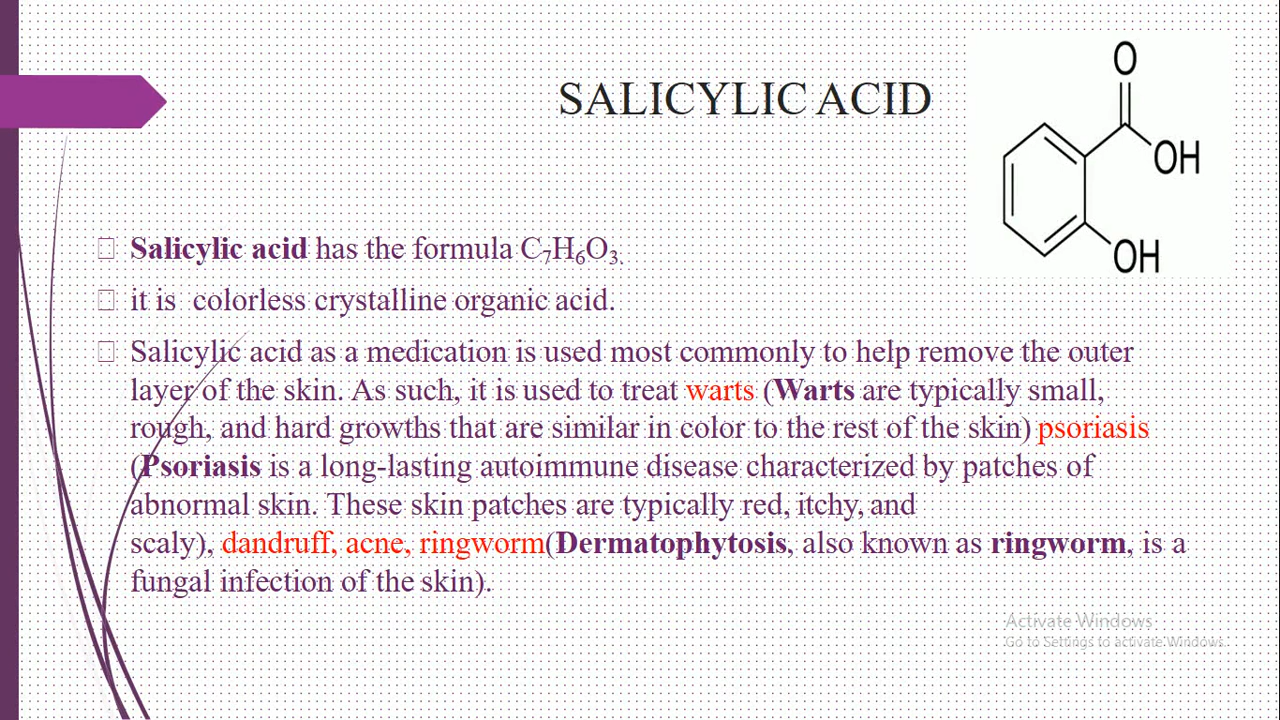 SALICYLIC ACID
O
OH
OH
Salicylic acid has the formula C₇H₆O₃.
it is colorless crystalline organic acid.
Salicylic acid as a medication is used most commonly to help remove the outer
layer of the skin. As such, it is used to treat warts (Warts are typically small,
rough, and hard growths that are similar in color to the rest of the skin) psoriasis
(Psoriasis is a long-lasting autoimmune disease characterized by patches of
abnormal skin. These skin patches are typically red, itchy, and
scaly), dandruff, acne, ringworm(Dermatophytosis, also known as ringworm, is a
fungal infection of the skin).
Activate Windows
Go to Settings to activate Windows.